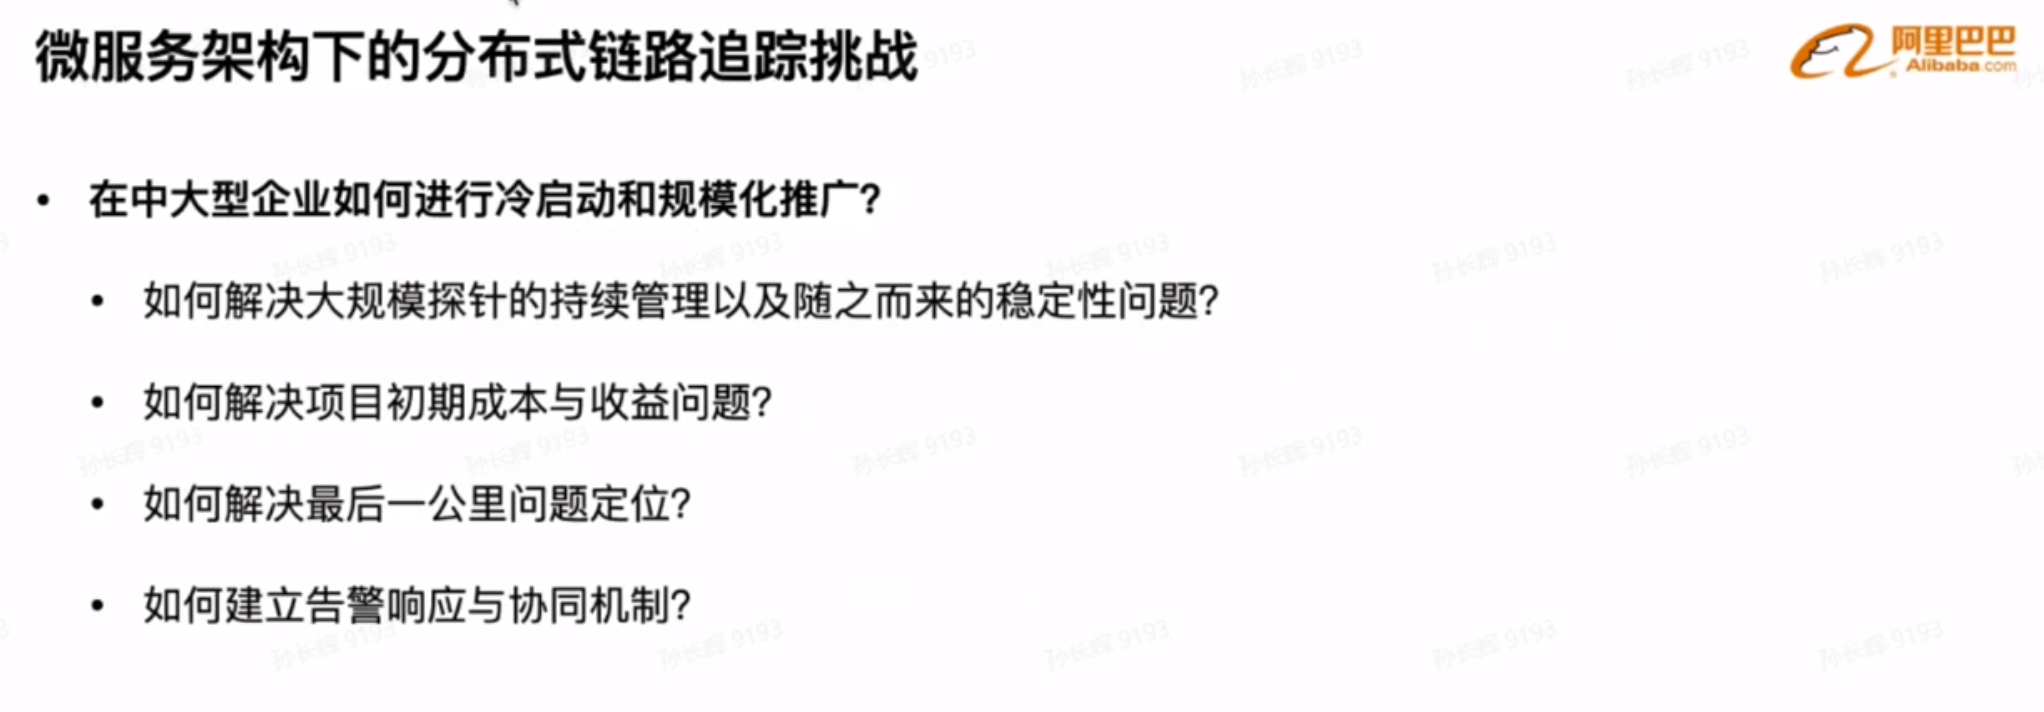 微服务架构下的分布式链路追踪挑战
阿里巴巴
Alibaba.com
• 在中大型企业如何进行冷启动和规模化推广?
• 如何解决大规模探针的持续管理以及随之而来的稳定性问题?
• 如何解决项目初期成本与收益问题?
• 如何解决最后一公里问题定位?
• 如何建立告警响应与协同机制?
孙长辉 9193